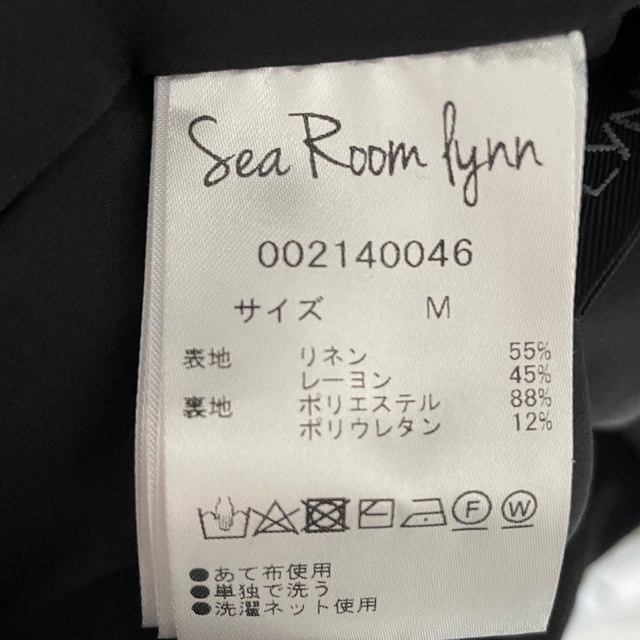 Sea Room lynn
002140046
サイズ M
表地 リネン 55%
レーヨン 45%
裏地 ポリエステル 88%
ポリウレタン 12%
F W
●あて布使用
●単独で洗う
●洗濯ネット使用